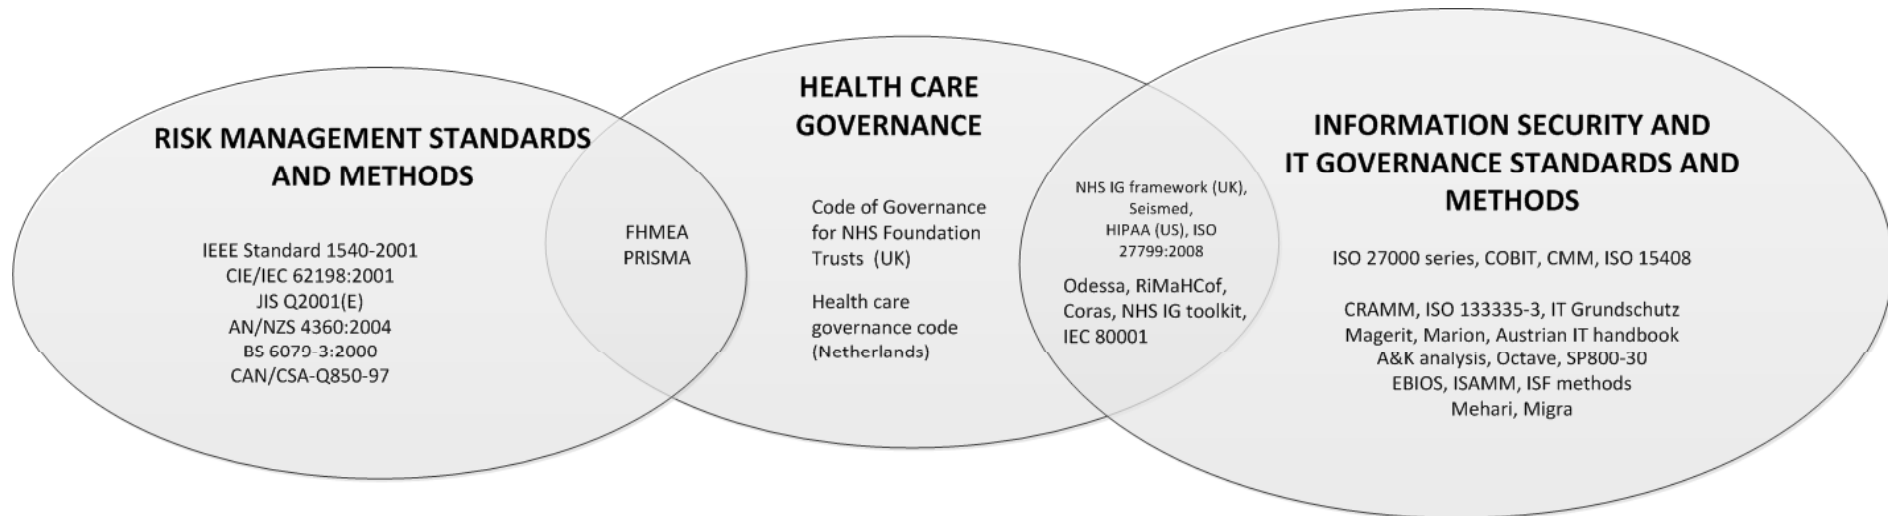 RISK MANAGEMENT STANDARDS
AND METHODS
IEEE Standard 1540-2001
CIE/IEC 62198:2001
JIS Q2001(E)
AN/NZS 4360:2004
BS 6079-3:2000
CAN/CSA-Q850-97
FHMEA
PRISMA
HEALTH CARE
GOVERNANCE
Code of Governance
for NHS Foundation
Trusts (UK)
Health care
governance code
(Netherlands)
NHS IG framework (UK),
Seismed,
HIPAA (US), ISO
27799:2008
Odessa, RiMaHCof,
Coras, NHS IG toolkit,
IEC 80001
INFORMATION SECURITY AND
IT GOVERNANCE STANDARDS AND
METHODS
ISO 27000 series, COBIT, CMM, ISO 15408
CRAMM, ISO 133335-3, IT Grundschutz
Magerit, Marion, Austrian IT handbook
A&K analysis, Octave, SP800-30
EBIOS, ISAMM, ISF methods
Mehari, Migra